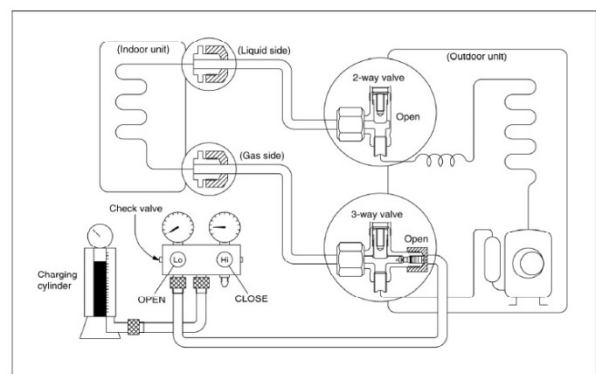 (Indoor unit)
(Liquid side)
(Outdoor unit)
2-way valve
Open
(Gas side)
3-way valve
Open
Check valve
Lo
Hi
Charging
cylinder
OPEN
CLOSE